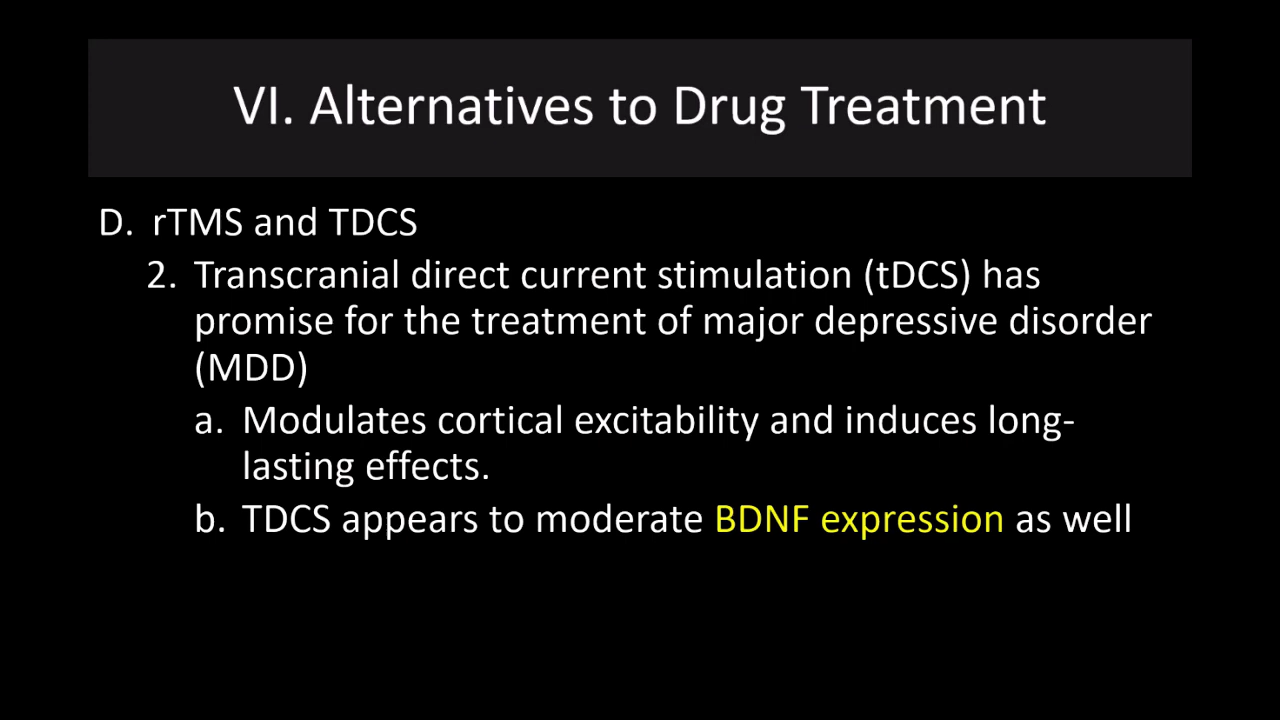 VI. Alternatives to Drug Treatment
D. rTMS and TDCS
2. Transcranial direct current stimulation (tDCS) has
promise for the treatment of major depressive disorder
(MDD)
a. Modulates cortical excitability and induces long-
lasting effects.
b. TDCS appears to moderate BDNF expression as well